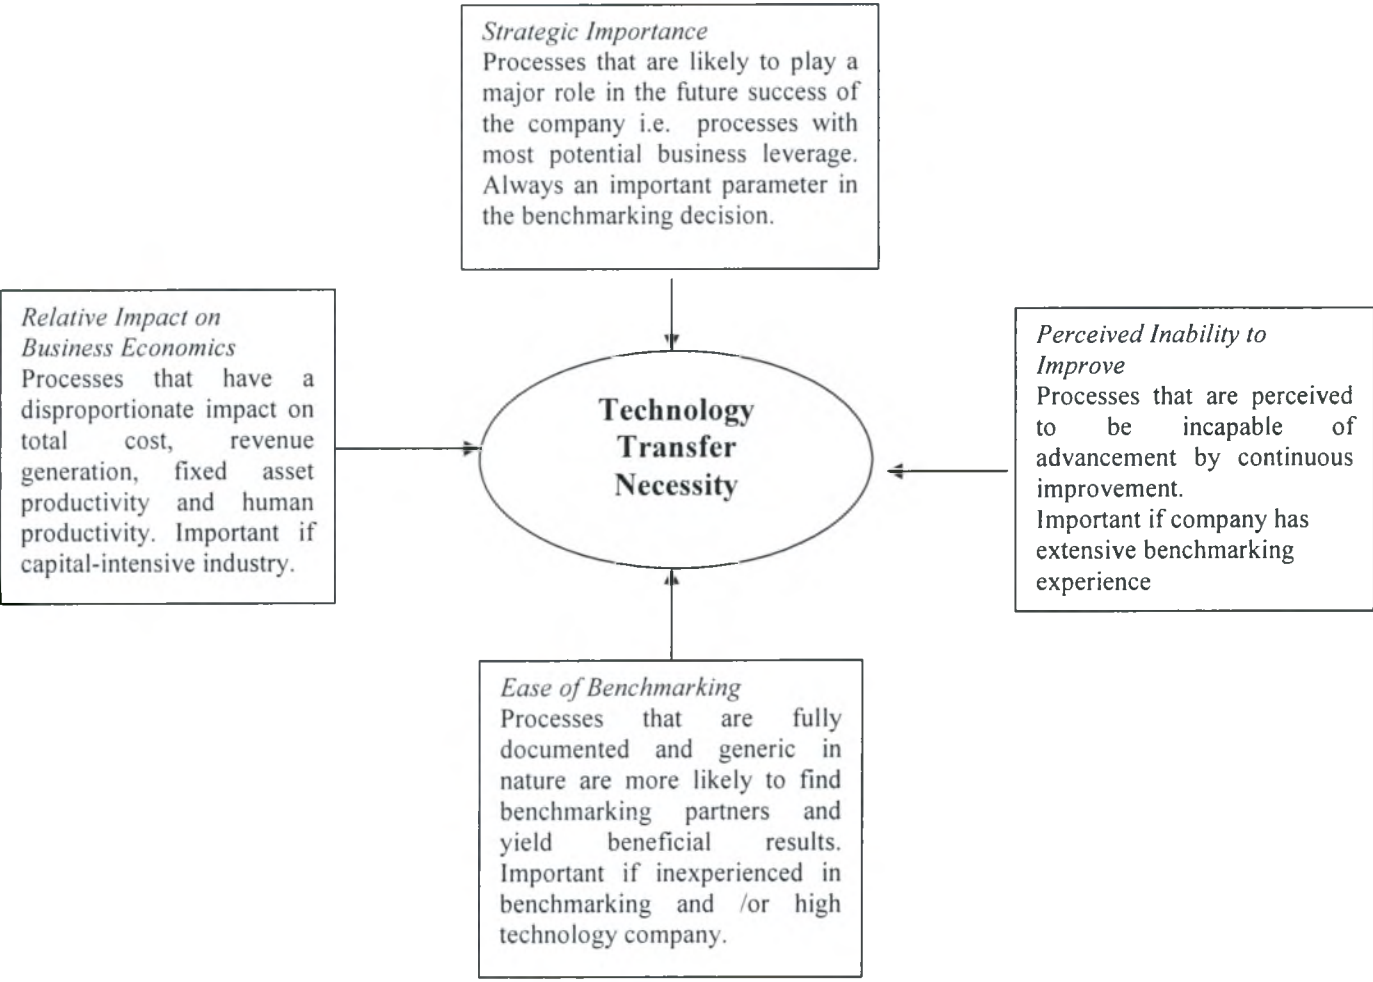 Strategic Importance
Processes that are likely to play a
major role in the future success of
the company i.e. processes with
most potential business leverage.
Always an important parameter in
the benchmarking decision.
Relative Impact on
Business Economics
Processes that have a
disproportionate impact on
total cost, revenue
generation, fixed asset
productivity and human
productivity. Important if
capital-intensive industry.
Technology
Transfer
Necessity
Perceived Inability to
Improve
Processes that are perceived
to be incapable of
advancement by continuous
improvement.
Important if company has
extensive benchmarking
experience
Ease of Benchmarking
Processes that are fully
documented and generic in
nature are more likely to find
benchmarking partners and
yield beneficial results.
Important if inexperienced in
benchmarking and /or high
technology company.